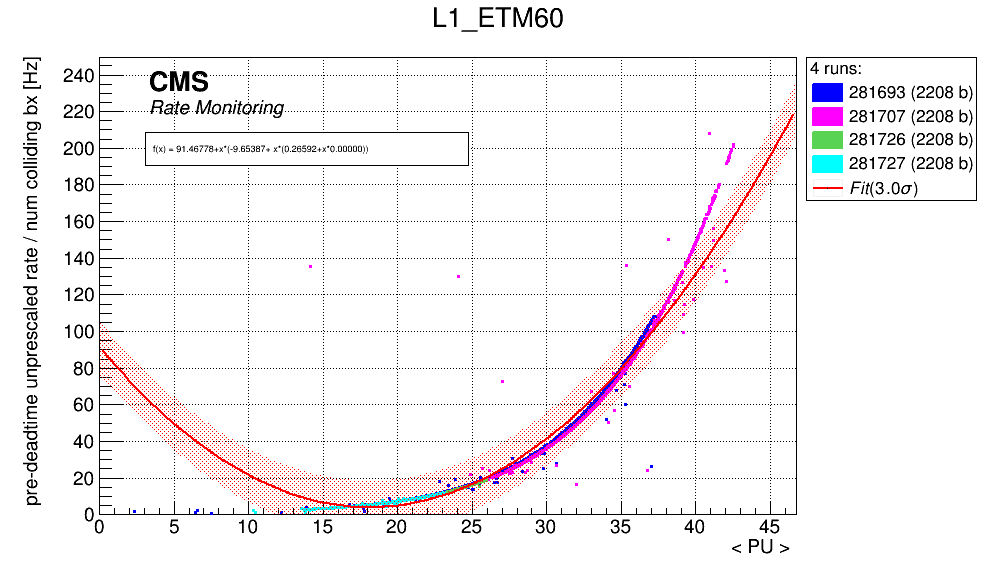 L1_ETM60
pre-deadtime unprescaled rate / num colliding bx [Hz]
240
220
200
180
160
140
120
100
80
60
40
20
0
CMS
Rate Monitoring
f(x) = 91.46778+x*(-9.65387+ x*(0.26592+x*0.00000))
0 5 10 15 20 25 30 35 40 45
< PU >
4 runs:
281693 (2208 b)
281707 (2208 b)
281726 (2208 b)
281727 (2208 b)
Fit(3.0σ)